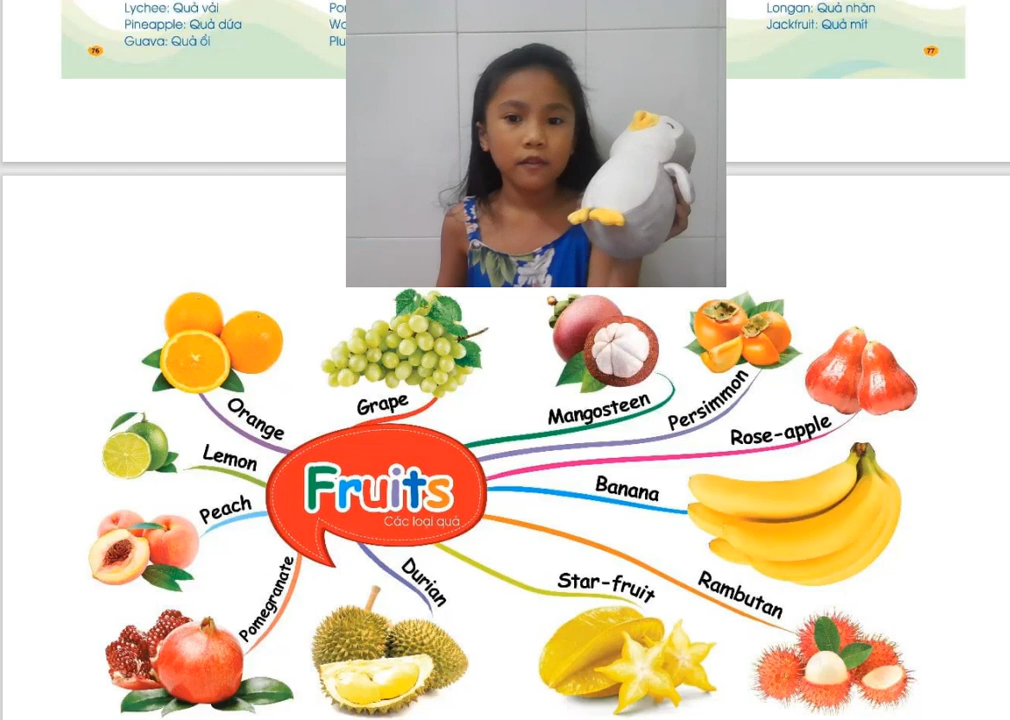 Lychee: Quả vải
Pineapple: Quả dứa
Guava: Quả ổi
Longan: Quả nhãn
Jackfruit: Quả mít
76
77
Orange
Grape
Mangosteen
Persimmon
Rose-apple
Lemon
Banana
Peach
Fruits
Các loại quả
Pomegranate
Durian
Star-fruit
Rambutan